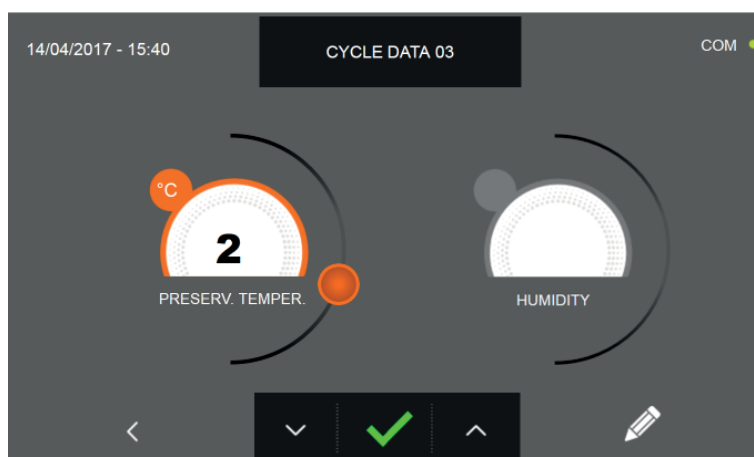 14/04/2017 - 15:40
CYCLE DATA 03
COM
°C
2
PRESERV. TEMPER.
HUMIDITY